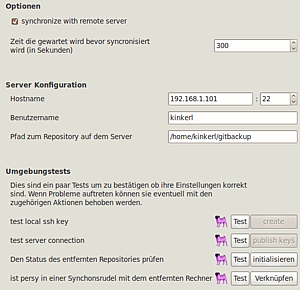 Optionen
synchronize with remote server
Zeit die gewartet wird bevor syncronisiert
wird (in Sekunden)
300
Server Konfiguration
Hostname
192.168.1.101 : 22
Benutzername
kinkerl
Pfad zum Repository auf dem Server
/home/kinkerl/gitbackup
Umgebungstests
Dies sind ein paar Tests um zu bestätigen ob ihre Einstellungen korrekt
sind. Wenn Probleme auftreten können sie eventuell mit den
zugehörigen Aktionen behoben werden.
test local ssh key Test create
test server connection Test publish keys
Den Status des entfernten Repositories prüfen Test initialisieren
ist persy in einer Synchonsrudel mit dem entfernten Rechner Test Verknüpfen